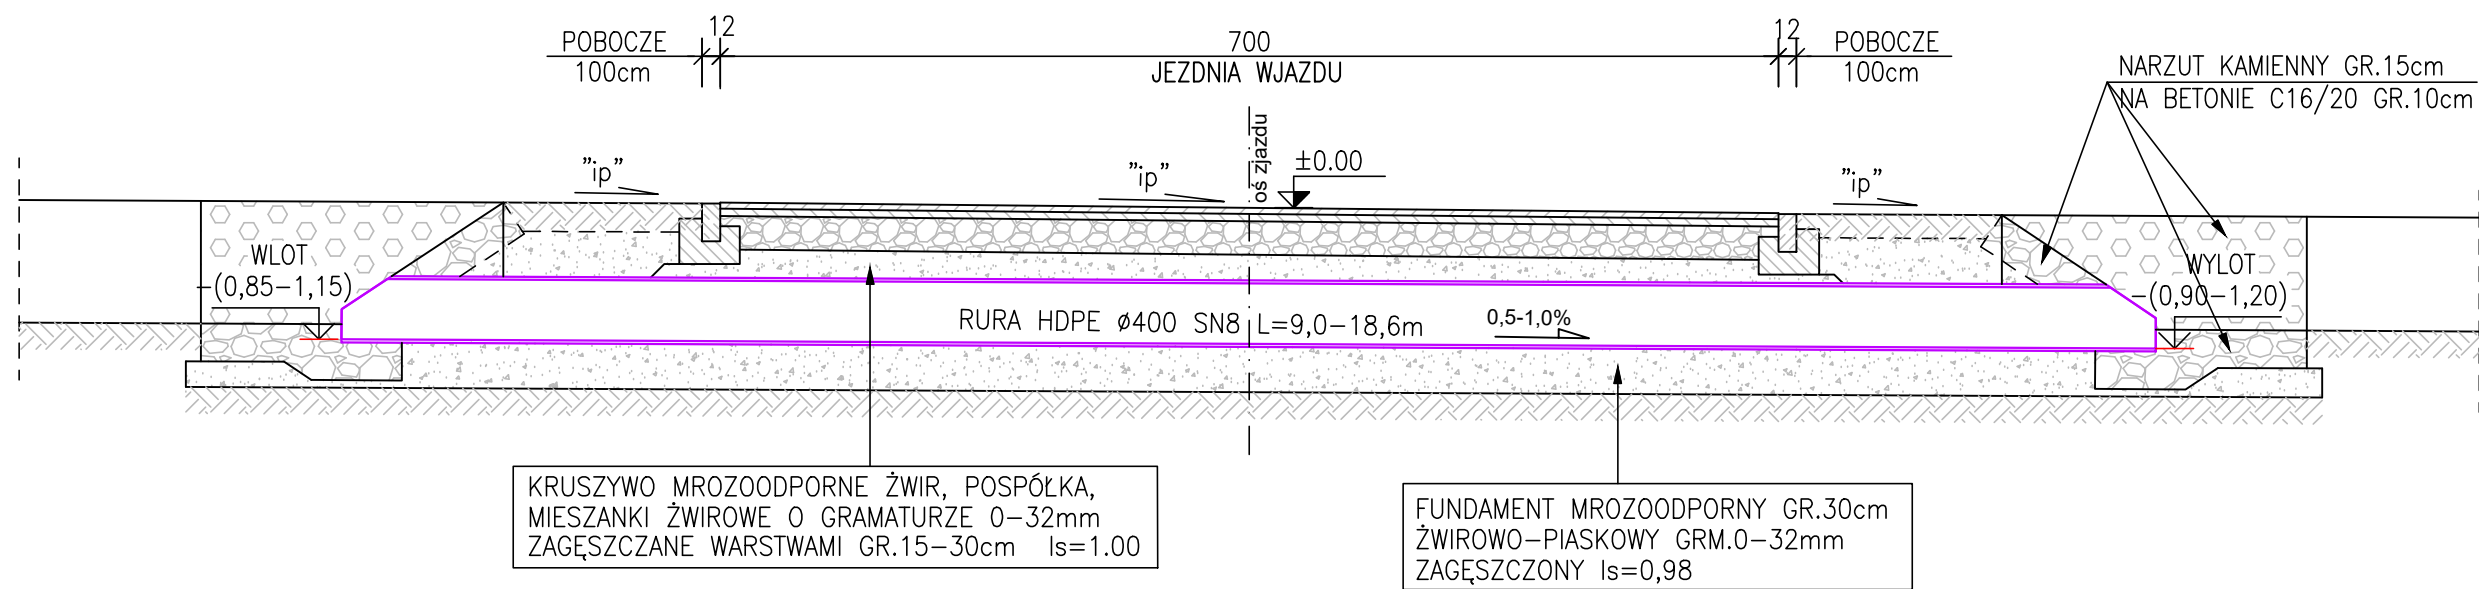 12
12
POBOCZE
700
POBOCZE
100cm
JEZDNIA WJAZDU
100cm
NARZUT KAMIENNY GR.15cm
NA BETONIE C16/20 GR.10cm
oś zjazdu
±0.00
"ip"
"ip"
"ip"
WLOT
-(0,85-1,15)
WYLOT
-(0,90-1,20)
RURA HDPE ø400 SN8 L=9,0-18,6m
0,5-1,0%
KRUSZYWO MROZOODPORNE ŻWIR, POSPÓŁKA,
MIESZANKI ŻWIROWE O GRAMATURZE 0-32mm
ZAGĘSZCZANE WARSTWAMI GR.15-30cm Is=1.00
FUNDAMENT MROZOODPORNY GR.30cm
ŻWIROWO-PIASKOWY GRM.0-32mm
ZAGĘSZCZONY Is=0,98